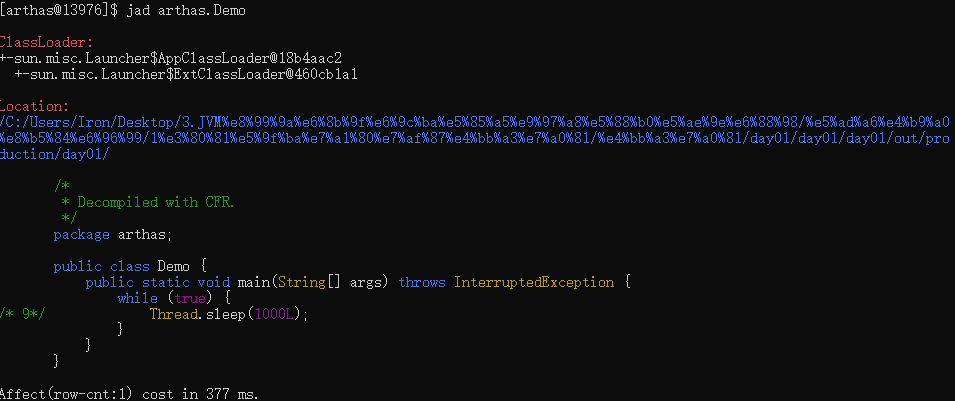 [arthas@13976]$ jad arthas.Demo
ClassLoader:
+-sun.misc.Launcher$AppClassLoader@18b4aac2
  +-sun.misc.Launcher$ExtClassLoader@460cb1a1
Location:
/C:/Users/Iron/Desktop/3.JVM%e8%99%9a%e6%8b%9f%e6%9c%ba%e5%85%a5%e9%97%a8%e5%88%b0%e5%ae%9e%e6%88%98/%e5%ad%a6%e4%b9%a0
%e8%b5%84%e6%96%99/1%e3%80%81%e5%9f%ba%e7%a1%80%e7%af%87%e4%bb%a3%e7%a0%81/%e4%bb%a3%e7%a0%81/day01/day01/day01/out/pro
duction/day01/
       /*
        * Decompiled with CFR.
        */
       package arthas;
       public class Demo {
           public static void main(String[] args) throws InterruptedException {
               while (true) {
/* 9*/             Thread.sleep(1000L);
               }
           }
       }
Affect(row-cnt:1) cost in 377 ms.